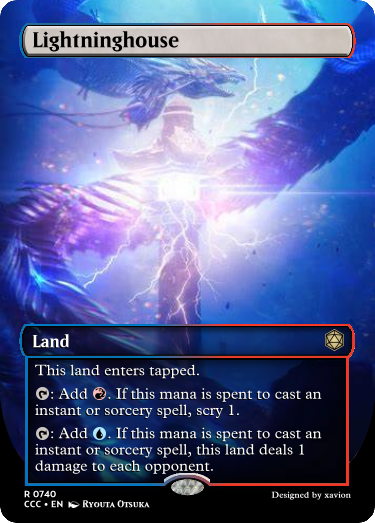 Lightninghouse
Land
This land enters tapped.
: Add . If this mana is spent to cast an
instant or sorcery spell, scry 1.
: Add . If this mana is spent to cast an
instant or sorcery spell, this land deals 1
damage to each opponent.
R 0740
CCC • EN Ryouta Otsuka
Designed by xavion